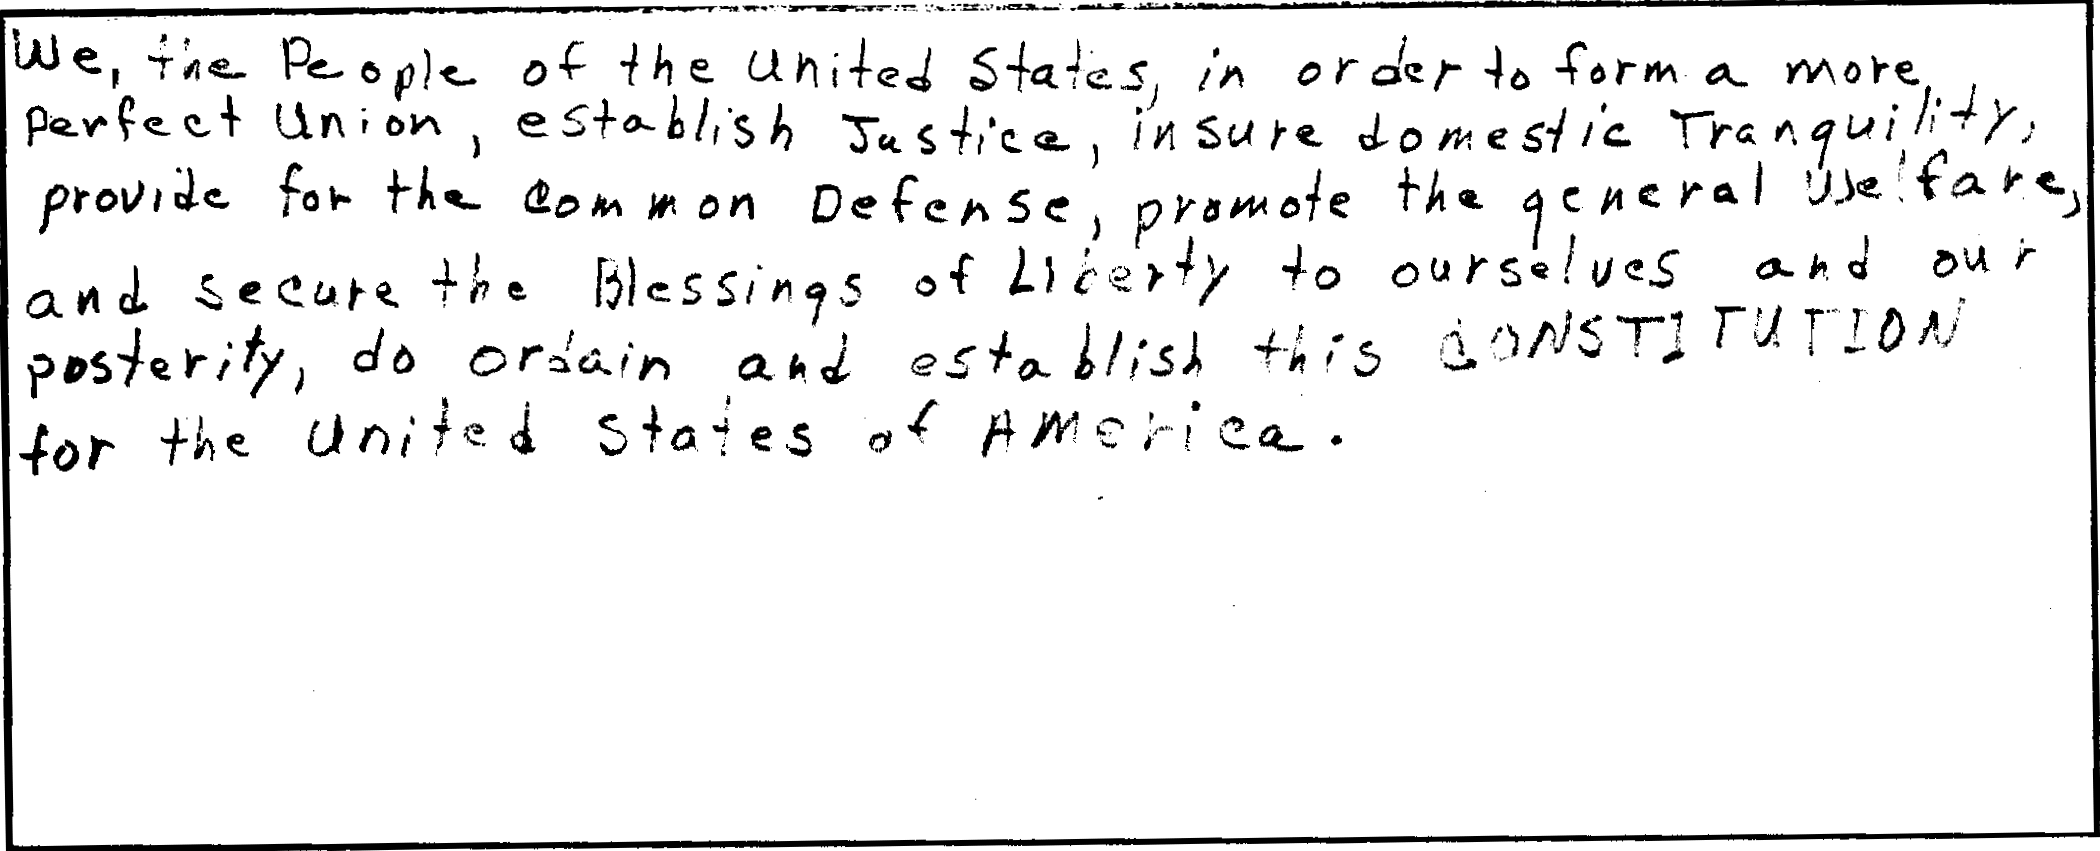 We, the People of the United States, in order to form a more,
perfect Union, establish Justice, insure domestic Tranquility,
provide for the Common Defense, promote the general Welfare,
and secure the Blessings of Liberty to ourselves and our
posterity, do ordain and establish this CONSTITUTION
for the United States of America.